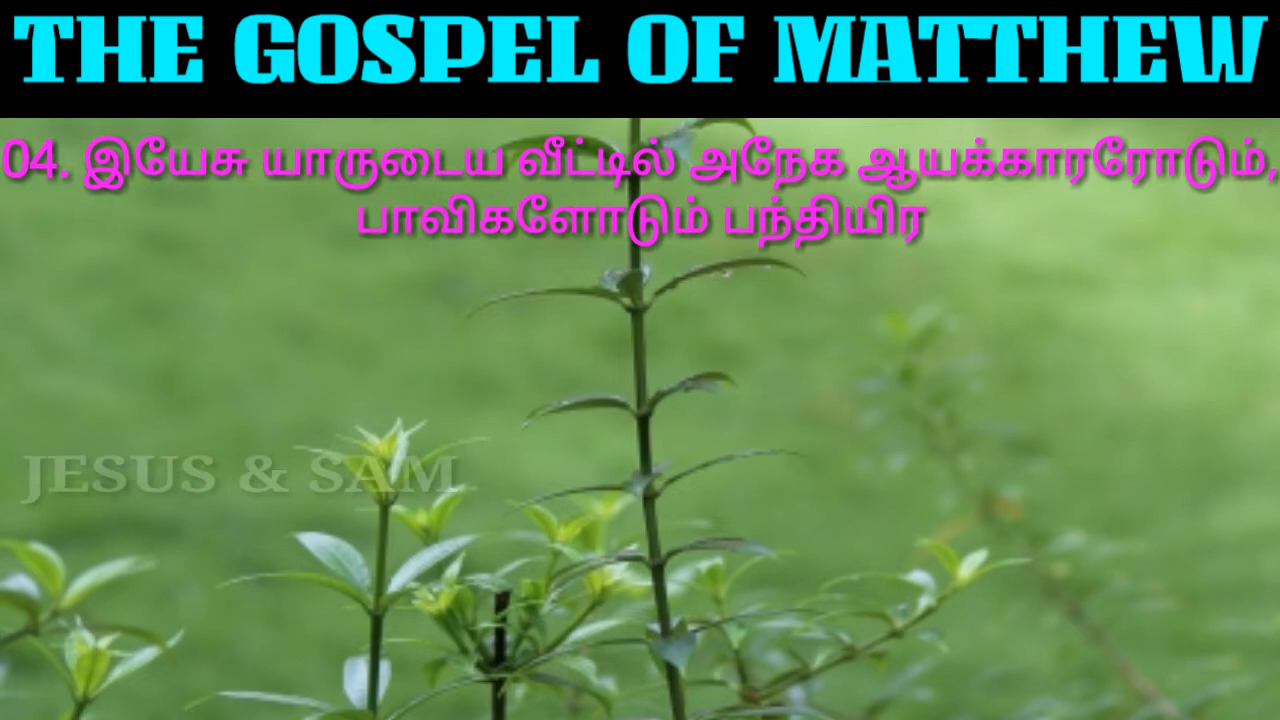 THE GOSPEL OF MATTHEW
04. இயேசு யாருடைய வீட்டில் அநேக ஆயக்காரரோடும்,
பாவிகளோடும் பந்தியிர
JESUS & SAM